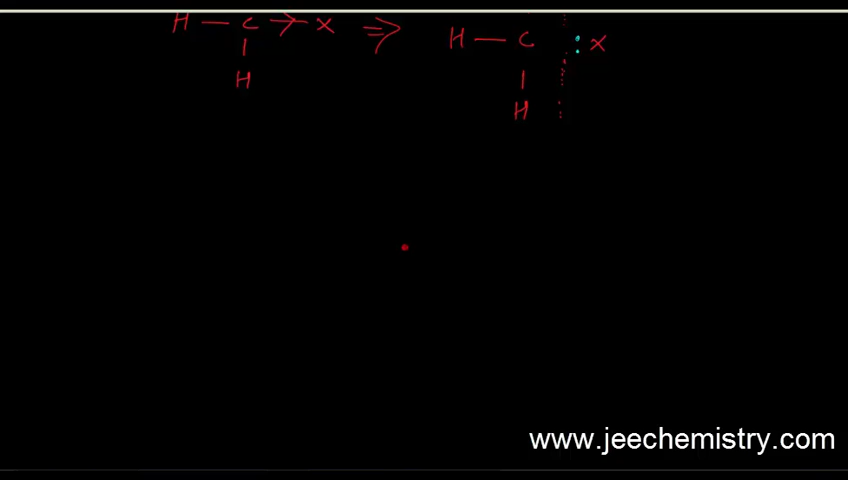 H — C → X ⇒ H — C : X
| |
H H
www.jeechemistry.com